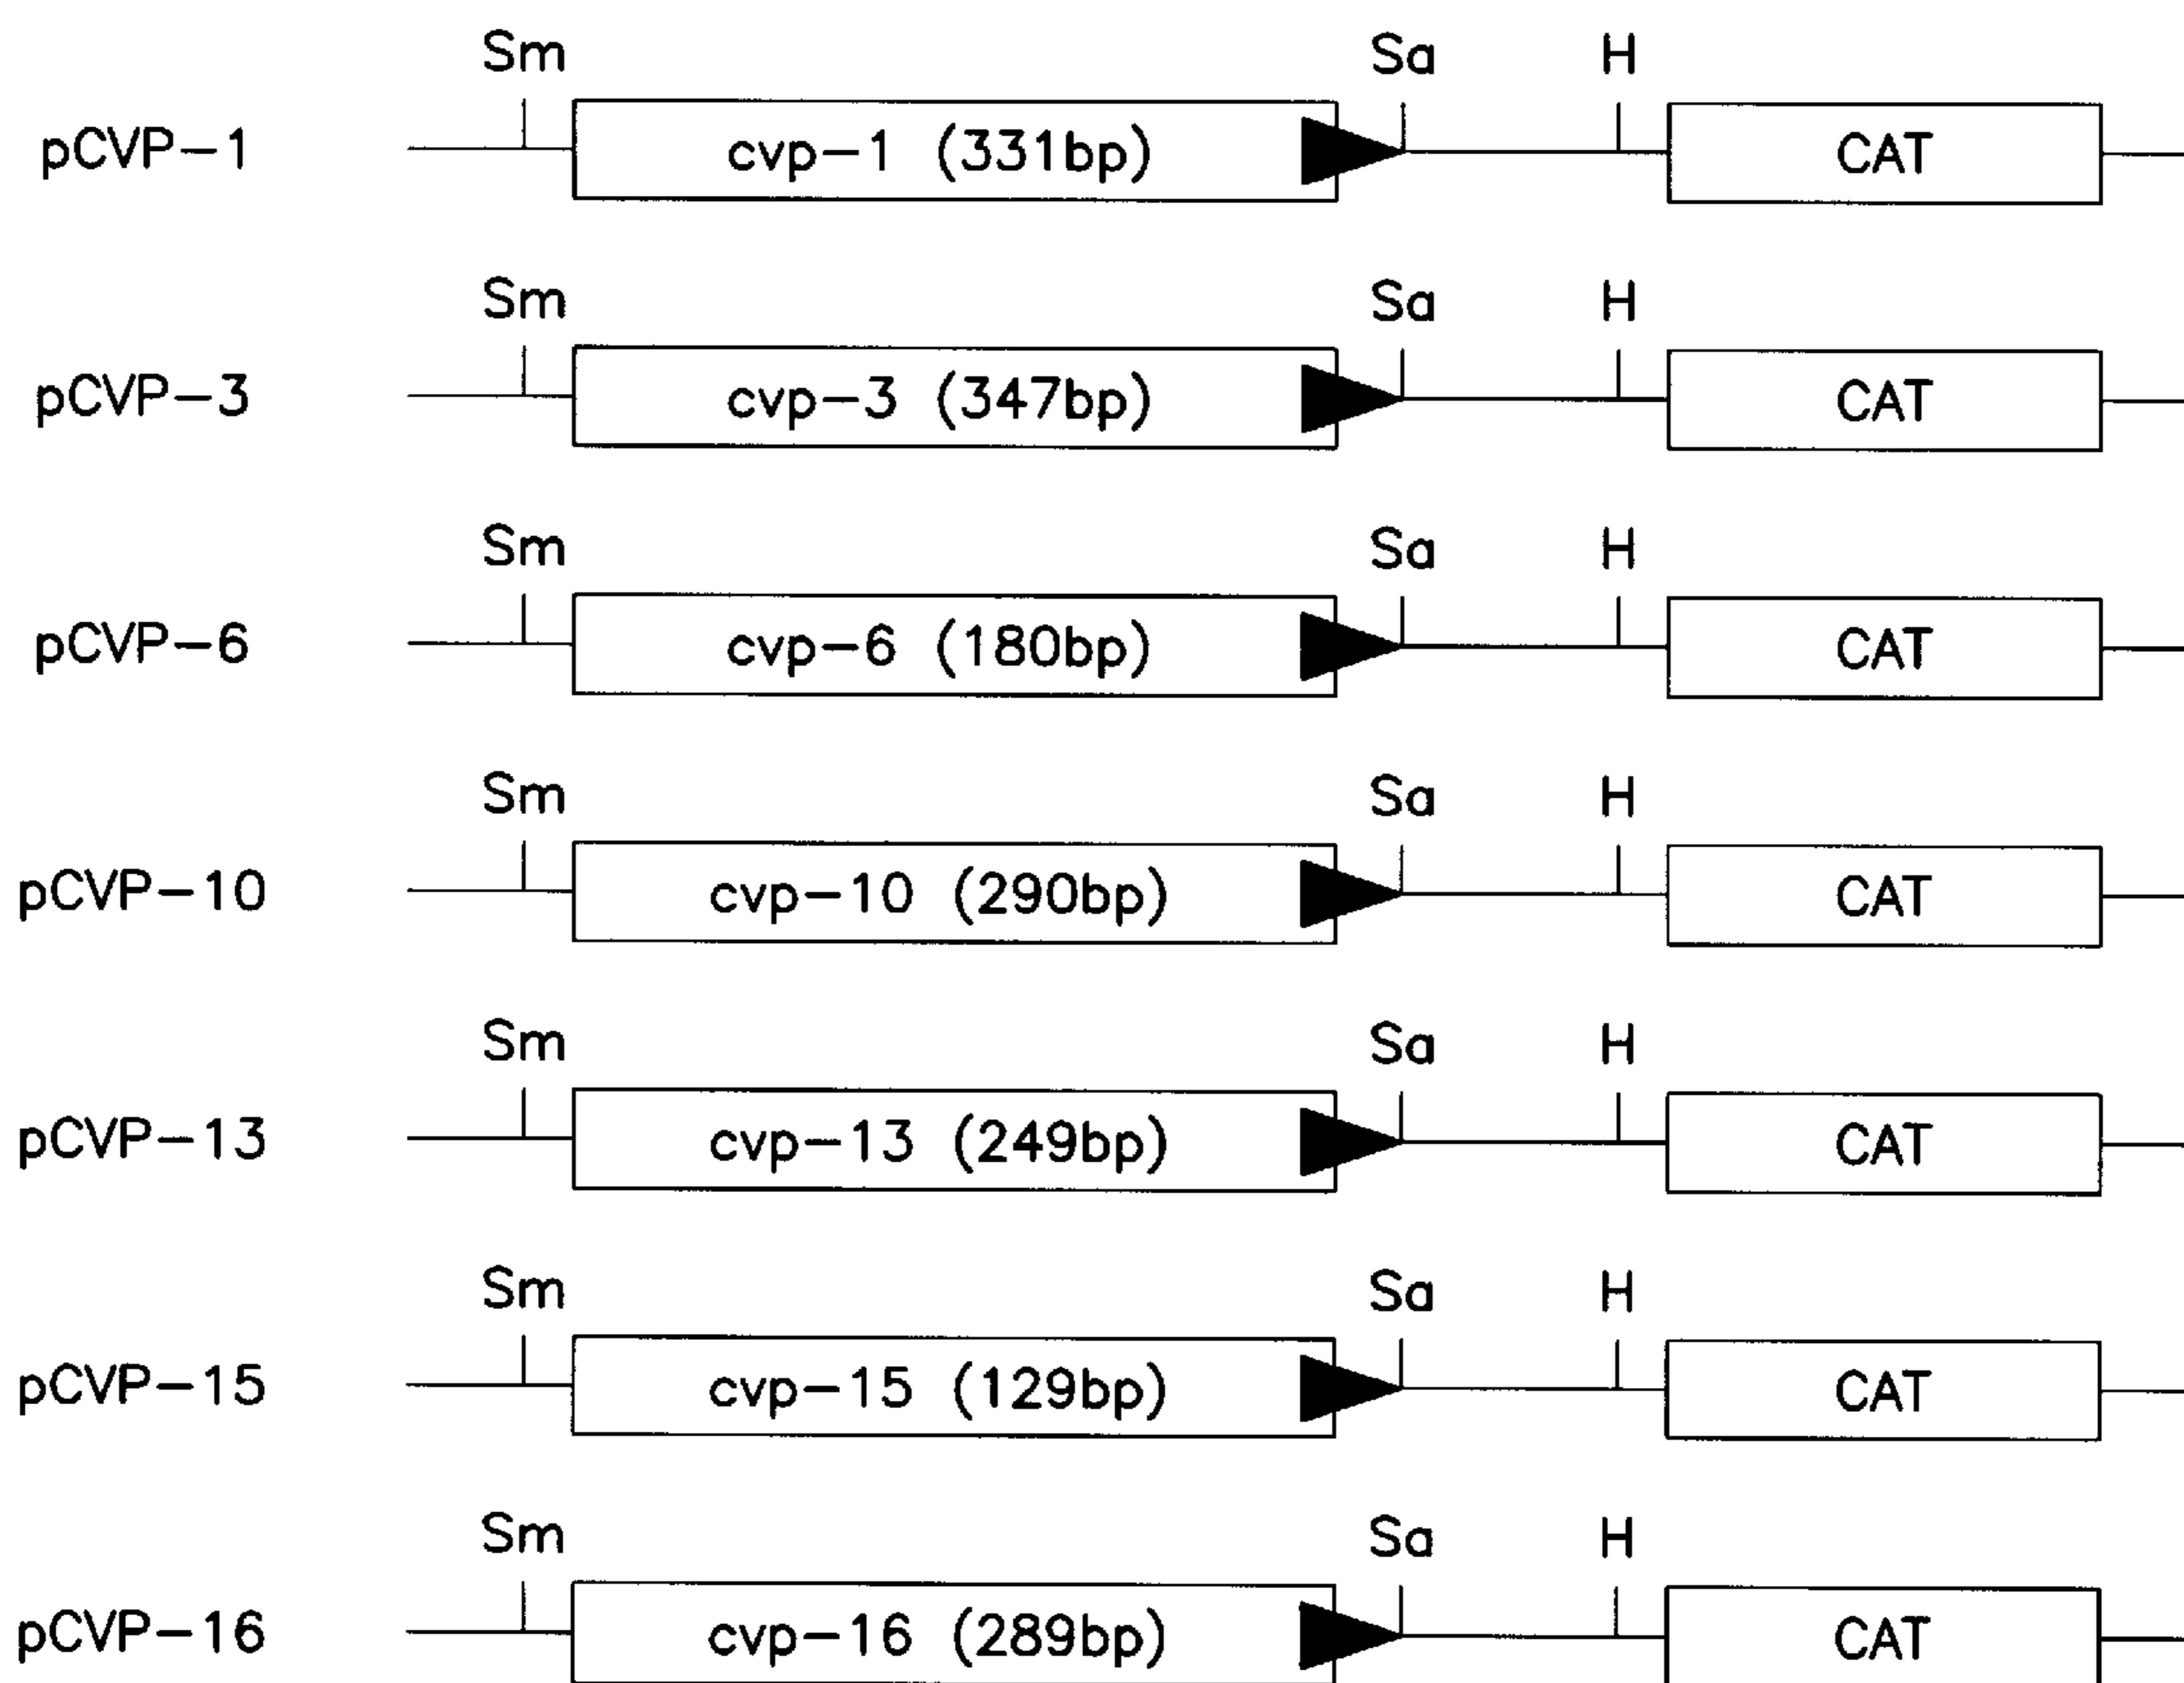 Sm Sa H
pCVP-1 cvp-1 (331bp) CAT
Sm Sa H
pCVP-3 cvp-3 (347bp) CAT
Sm Sa H
pCVP-6 cvp-6 (180bp) CAT
Sm Sa H
pCVP-10 cvp-10 (290bp) CAT
Sm Sa H
pCVP-13 cvp-13 (249bp) CAT
Sm Sa H
pCVP-15 cvp-15 (129bp) CAT
Sm Sa H
pCVP-16 cvp-16 (289bp) CAT